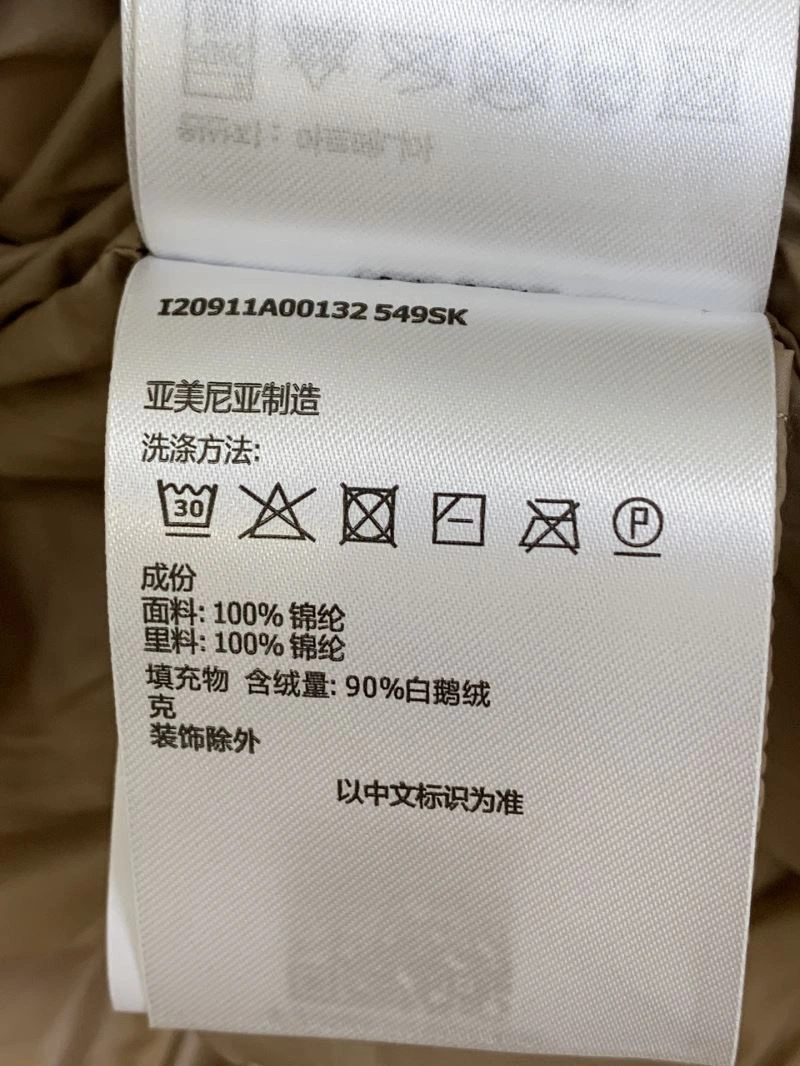 I20911A00132 549SK
亚美尼亚制造
洗涤方法:
30
P
成份
面料: 100% 锦纶
里料: 100% 锦纶
填充物 含绒量: 90%白鹅绒
克
装饰除外
以中文标识为准